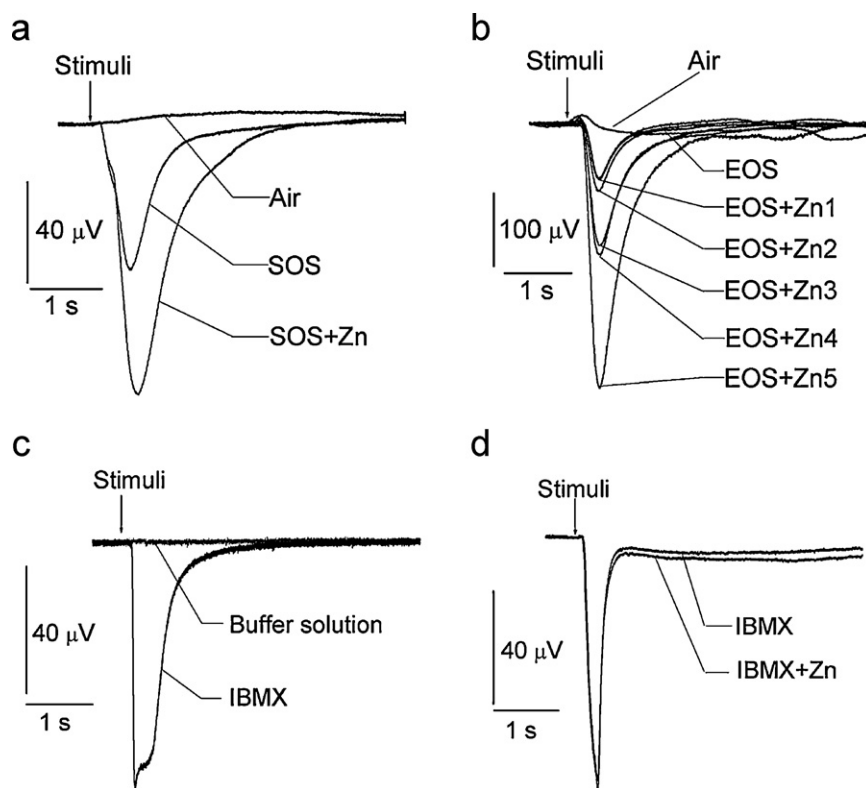 a
Stimuli
Air
40 μV
SOS
1 s
SOS+Zn
b
Stimuli
Air
EOS
EOS+Zn1
100 μV
EOS+Zn2
EOS+Zn3
1 s
EOS+Zn4
EOS+Zn5
c
Stimuli
40 μV
Buffer solution
IBMX
1 s
d
Stimuli
40 μV
IBMX
IBMX+Zn
1 s